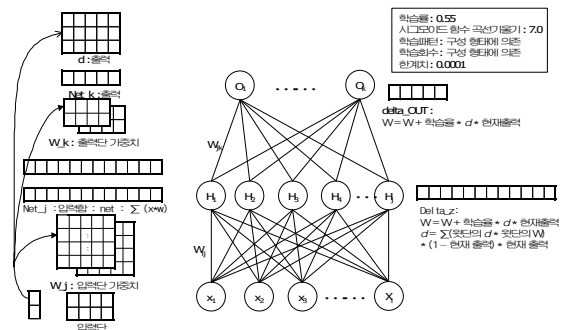 학습률: 0.55
시그모이드 함수 곡선기울기 : 7.0
학습패턴: 구성 형태에 의존
학습회수: 구성 형태에 의존
한계치: 0.0001
d : 출력
Net_k : 출력
W_k : 출력단 가중치
Net_j : 입력합 : net : ∑ (x*w)
W_j : 입력단 가중치
입력단
O₁ ..... Oₖ
delta_OUT:
W = W + 학습율 * d * 현재출력
Wⱼₖ
H₁ H₂ H₃ H₄ ... Hⱼ
Delta_z:
W = W + 학습율 * d * 현재출력
d = ∑(윗단의 d * 윗단의 W)
* (1 - 현재 출력) * 현재 출력
Wᵢⱼ
x₁ x₂ x₃ ...... Xᵢ